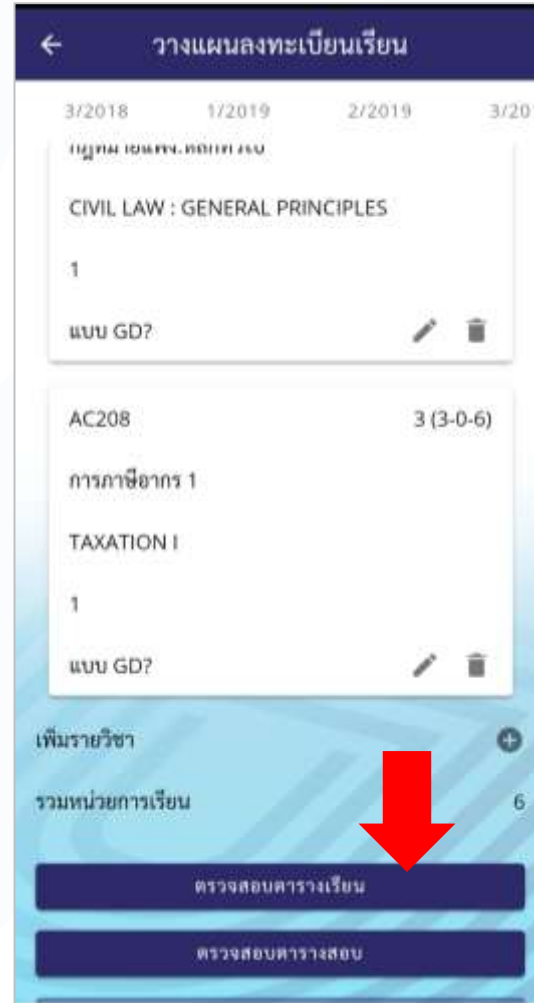 วางแผนลงทะเบียนเรียน
3/2018 1/2019 2/2019 3/20
CIVIL LAW : GENERAL PRINCIPLES
1
แบบ GD?
AC208 3 (3-0-6)
การภาษีอากร 1
TAXATION I
1
แบบ GD?
เพิ่มรายวิชา
รวมหน่วยการเรียน 6
ตรวจสอบตารางเรียน
ตรวจสอบตารางสอบ